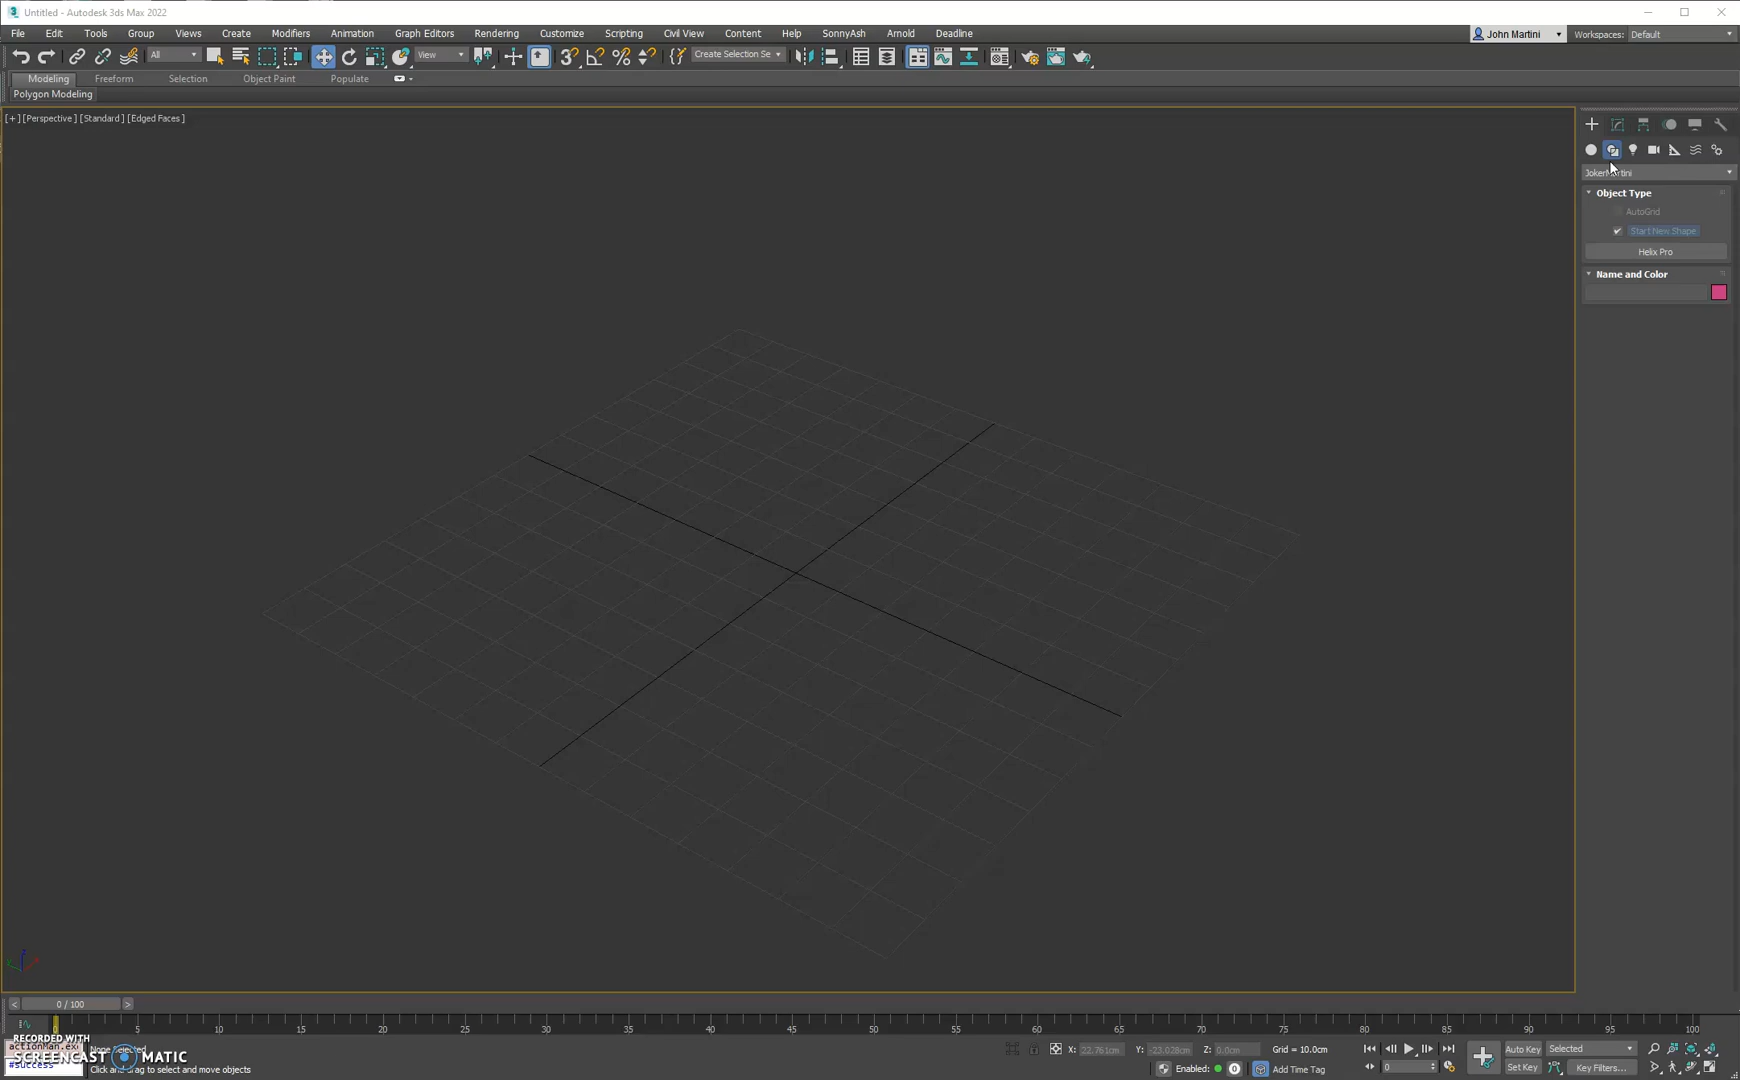 Untitled - Autodesk 3ds Max 2022
File Edit Tools Group Views Create Modifiers Animation Graph Editors Rendering Customize Scripting Civil View Content Help SonnyAsh Arnold Deadline
John Martini Workspaces: Default
All View Create Selection Se
Modeling Freeform Selection Object Paint Populate
Polygon Modeling
[+] [Perspective] [Standard] [Edged Faces]
Object Type
AutoGrid
Start New Shape
Helix Pro
Name and Color
< 0 / 100 >
0 5 10 15 20 25 30 35 40 45 50 55 60 65 70 75 80 85 90 95 100
RECORDED WITH
SCREENCAST MATIC
actionMan.exe
#success
None Selected
Click and drag to select and move objects
X: 22.761cm Y: -23.028cm Z: 0.0cm Grid = 10.0cm
Enabled: Add Time Tag
0
Auto Key Selected
Set Key Key Filters...